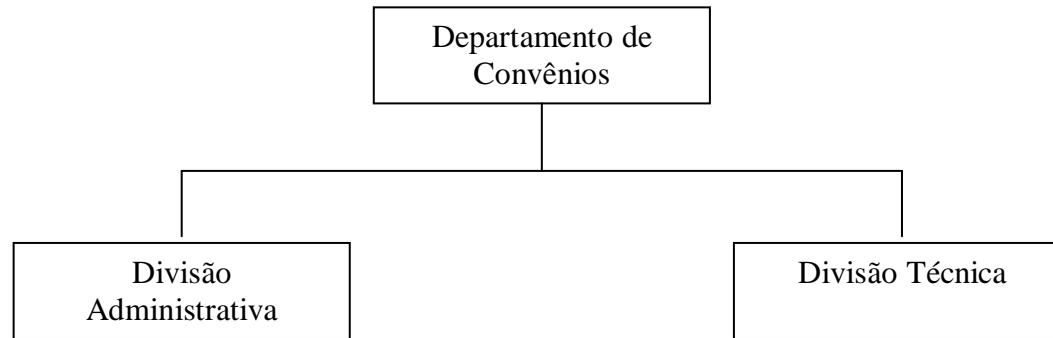 Departamento de
Convênios
Divisão
Administrativa
Divisão Técnica